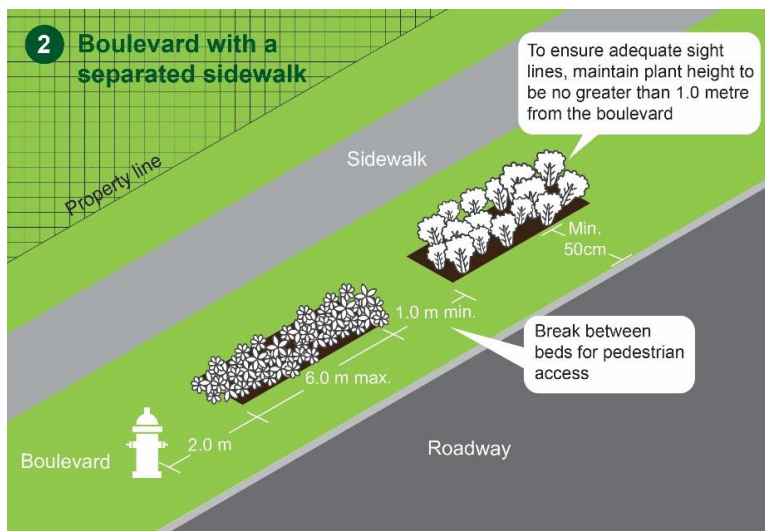 2 Boulevard with a
separated sidewalk
To ensure adequate sight
lines, maintain plant height to
be no greater than 1.0 metre
from the boulevard
Property line
Sidewalk
Min.
50cm
1.0 m min.
Break between
beds for pedestrian
access
6.0 m max.
2.0 m
Boulevard
Roadway